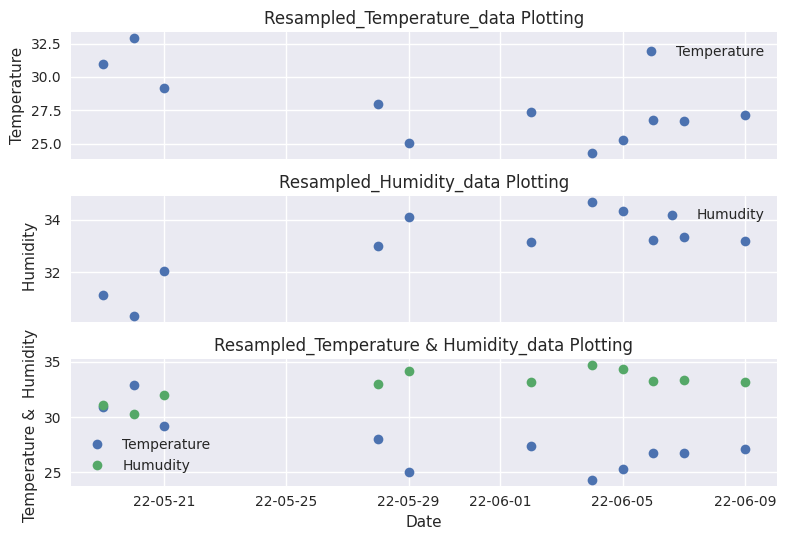 Resampled_Temperature_data Plotting
32.5
30.0
27.5
25.0
Temperature
Temperature
Resampled_Humidity_data Plotting
34
32
Humidity
Humudity
Resampled_Temperature & Humidity_data Plotting
35
30
25
Temperature & Humidity
Temperature
Humudity
22-05-21 22-05-25 22-05-29 22-06-01 22-06-05 22-06-09
Date